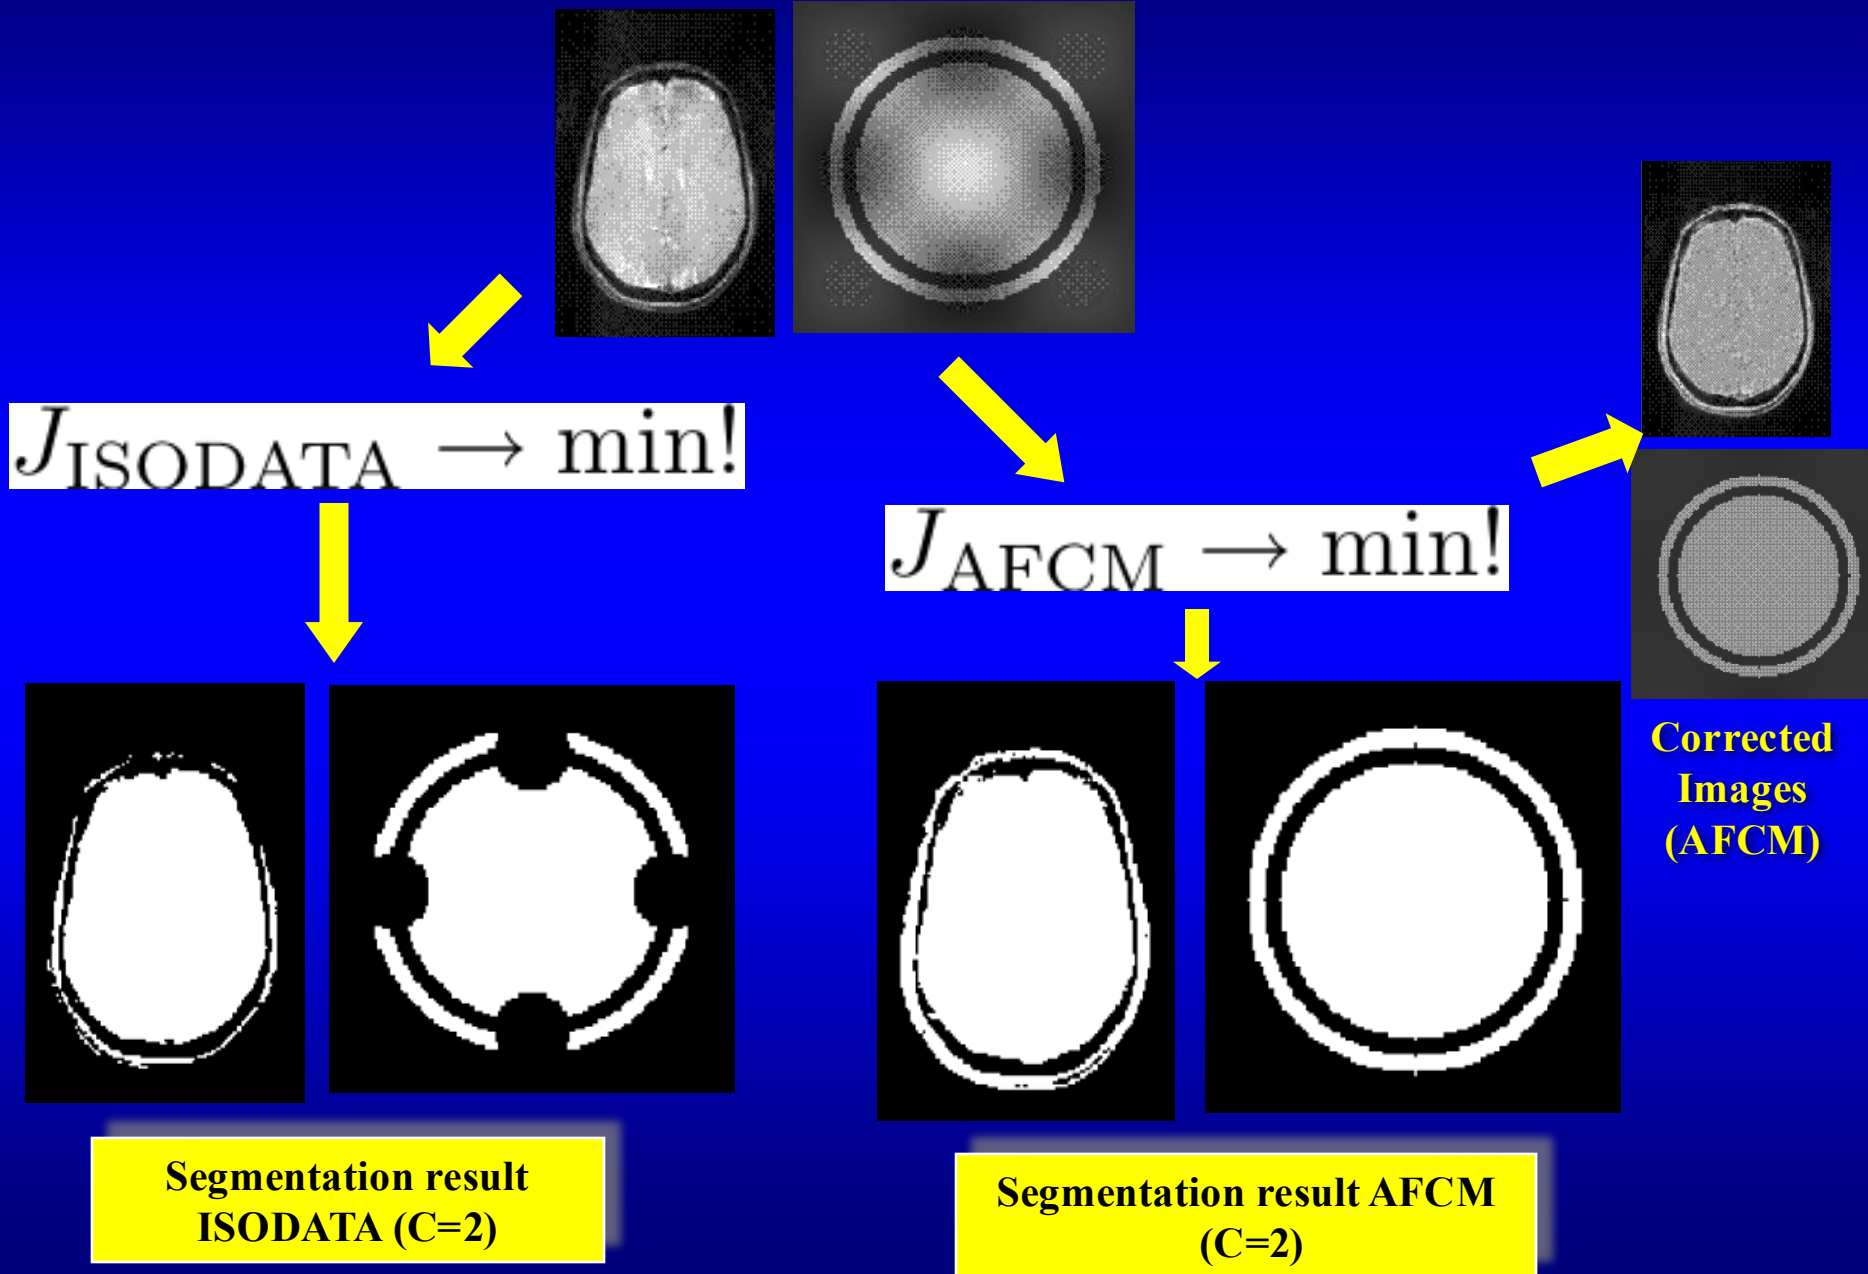 J_ISODATA → min!
J_AFCM → min!
Corrected
Images
(AFCM)
Segmentation result
ISODATA (C=2)
Segmentation result AFCM
(C=2)